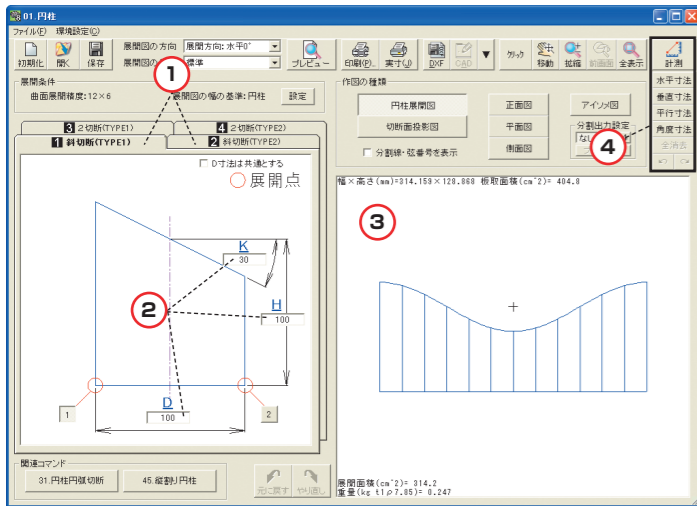 01.円柱
ファイル(F) 環境設定(C)
初期化 開く 保存
展開図の方向 展開方向:水平0°
展開図の 標準
プレビュー 印刷(P). 実寸(J) DXF CAD ▼ クリック 移動 拡縮 前画面 全表示
計測
水平寸法
垂直寸法
平行寸法
角度寸法
全消去
展開条件
曲面展開精度:12×6 展開図の幅の基準:円柱 設定
1
3 2切断(TYPE1) 4 2切断(TYPE2)
1 斜切断(TYPE1) 2 斜切断(TYPE2)
D寸法は共通とする
○展開点
K
30
H
100
2
D
100
1 2
関連コマンド
31.円柱円弧切断 45.縦割り円柱
元に戻す やり直し
作図の種類
円柱展開図 正面図 アイソメ図
切断面投影図 平面図 分割出力設定
なし
分割線・弦番号を表示 側面図
4
幅×高さ(mm)=314.159×128.868 板取面積(cm^2)= 404.8
3
展開面積(cm^2)= 314.2
重量(kg t1ρ7.85)= 0.247